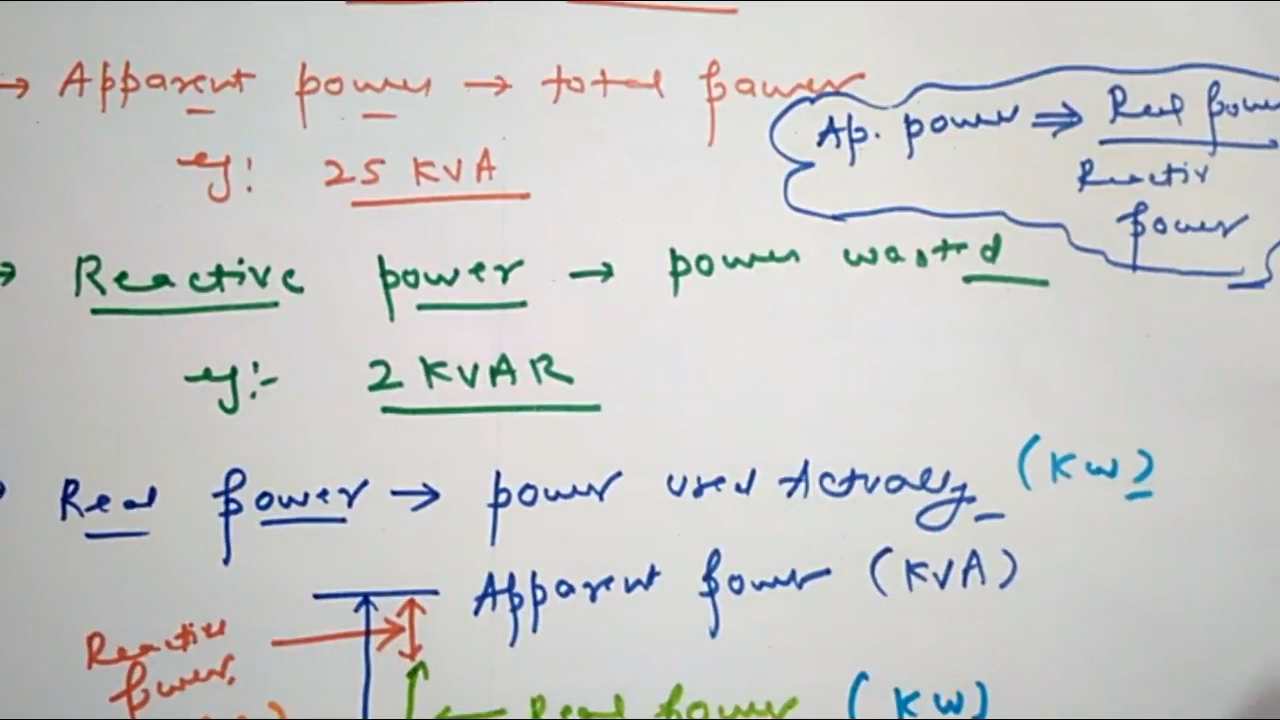 → Apparent power → total power
eg: 25 KVA
Ap. power ⇒ Real power
Reactiv
power
→ Reactive power → power wasted
eg:- 2 KVAR
Real power → power used Actually (KW)
Apparent power (KVA)
Reactive
power.
Real power (KW)